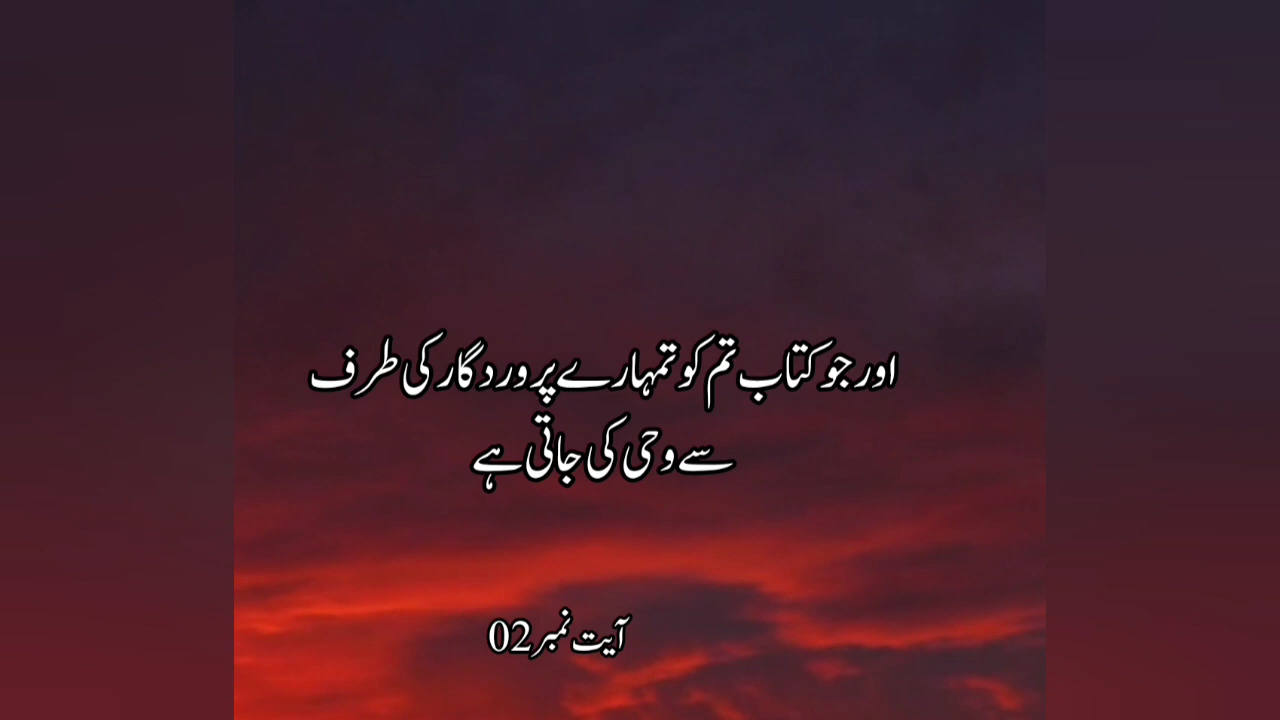 اور جو کتاب تم کو تمہارے پروردگار کی طرف
سے وحی کی جاتی ہے
آیت نمبر 02